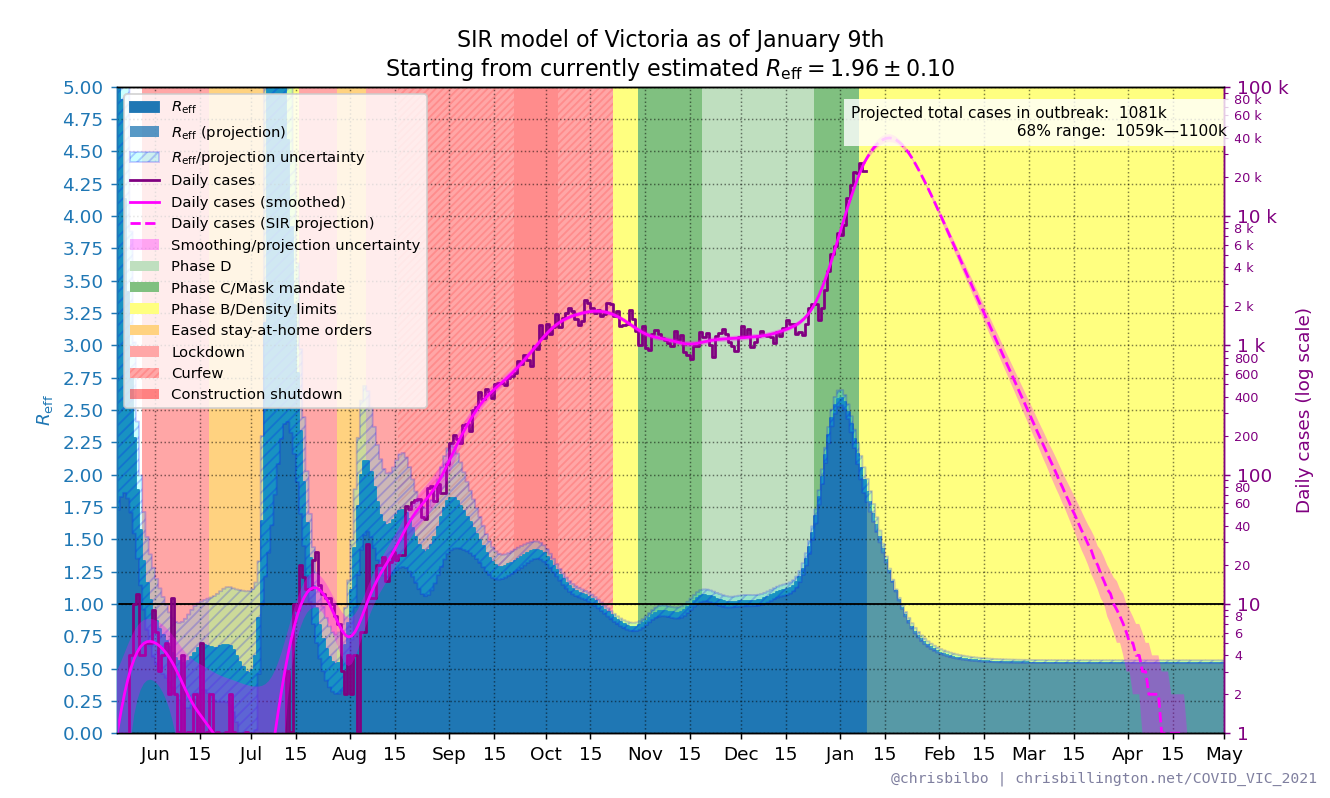 SIR model of Victoria as of January 9th
Starting from currently estimated Reff = 1.96 ± 0.10
5.00
4.75
4.50
4.25
4.00
3.75
3.50
3.25
3.00
2.75
2.50
2.25
2.00
1.75
1.50
1.25
1.00
0.75
0.50
0.25
0.00
Reff
Reff
Reff (projection)
Reff/projection uncertainty
Daily cases
Daily cases (smoothed)
Daily cases (SIR projection)
Smoothing/projection uncertainty
Phase D
Phase C/Mask mandate
Phase B/Density limits
Eased stay-at-home orders
Lockdown
Curfew
Construction shutdown
Projected total cases in outbreak: 1081k
68% range: 1059k—1100k
100 k
80 k
60 k
40 k
20 k
10 k
8 k
6 k
4 k
2 k
1 k
800
600
400
200
100
80
60
40
20
10
8
6
4
2
1
Daily cases (log scale)
Jun 15 Jul 15 Aug 15 Sep 15 Oct 15 Nov 15 Dec 15 Jan 15 Feb 15 Mar 15 Apr 15 May
@chrisbilbo | chrisbillington.net/COVID_VIC_2021